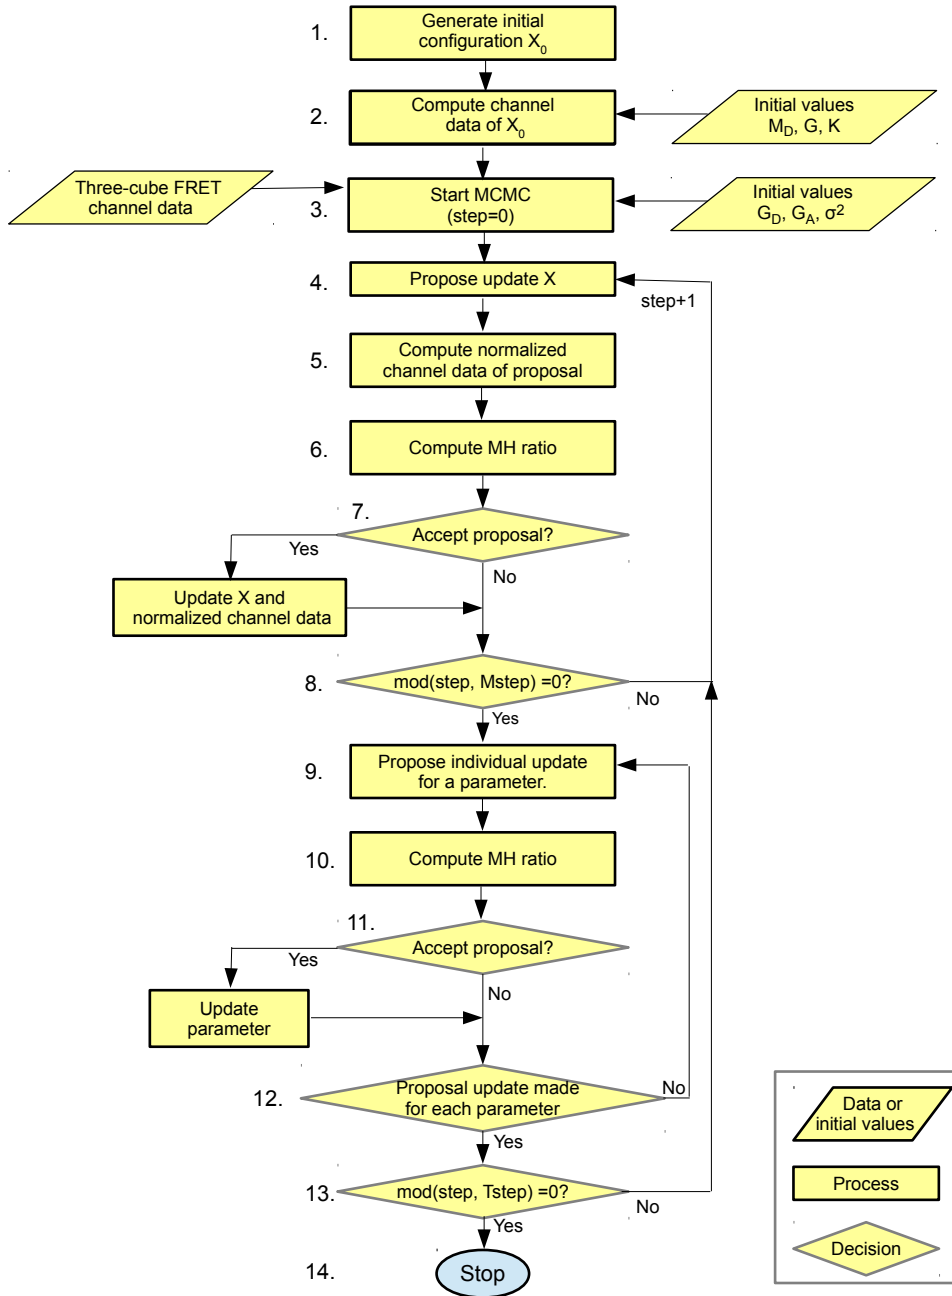 1.
Generate initial
configuration X₀
2.
Compute channel
data of X₀
Initial values
M_D, G, K
Three-cube FRET
channel data
3.
Start MCMC
(step=0)
Initial values
G_D, G_A, σ²
4.
Propose update X
step+1
5.
Compute normalized
channel data of proposal
6.
Compute MH ratio
7.
Accept proposal?
Yes
No
Update X and
normalized channel data
8.
mod(step, Mstep) =0?
No
Yes
9.
Propose individual update
for a parameter.
10.
Compute MH ratio
11.
Accept proposal?
Yes
No
Update
parameter
12.
Proposal update made
for each parameter
No
Yes
13.
mod(step, Tstep) =0?
No
Yes
14.
Stop
Data or
initial values
Process
Decision